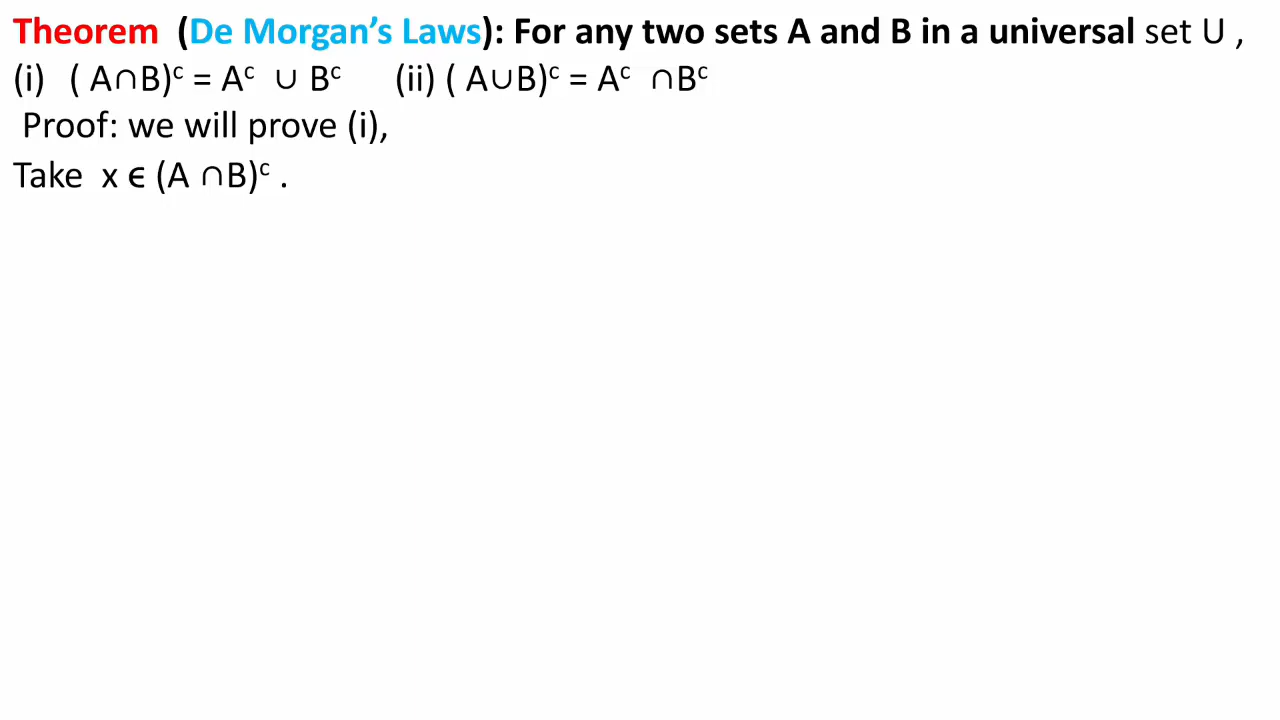 Theorem (De Morgan’s Laws): For any two sets A and B in a universal set U ,
(i) ( A∩B)ᶜ = Aᶜ ∪ Bᶜ (ii) ( A∪B)ᶜ = Aᶜ ∩Bᶜ
Proof: we will prove (i),
Take x ϵ (A ∩B)ᶜ .